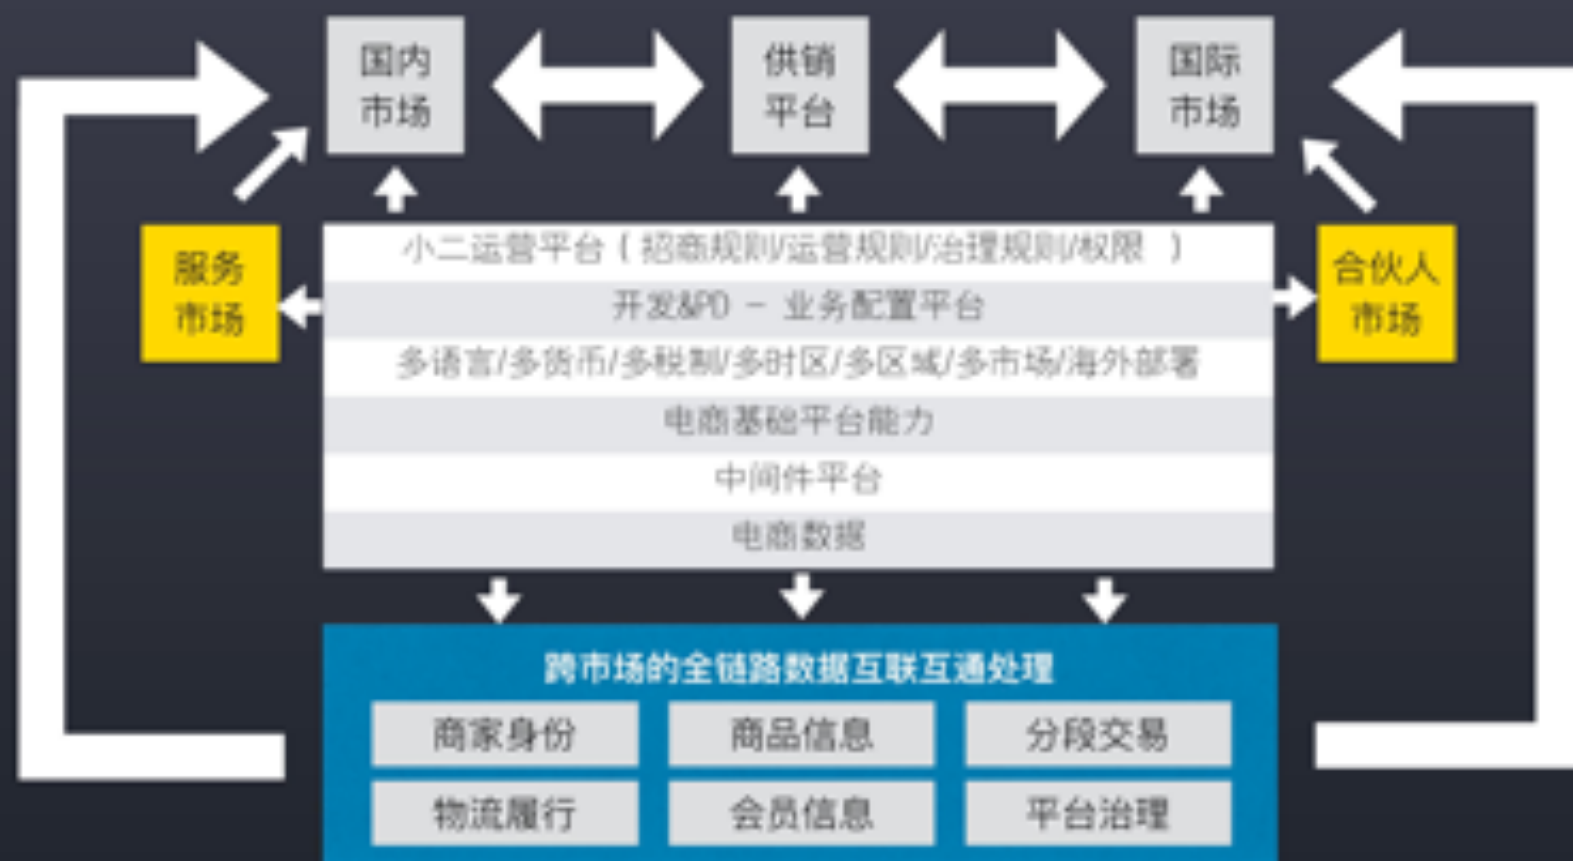 国内
市场
供销
平台
国际
市场
服务
市场
合伙人
市场
小二运营平台（招商规则/运营规则/治理规则/权限 ）
开发&PD - 业务配置平台
多语言/多货币/多税制/多时区/多区域/多市场/海外部署
电商基础平台能力
中间件平台
电商数据
跨市场的全链路数据互联互通处理
商家身份
商品信息
分段交易
物流履行
会员信息
平台治理